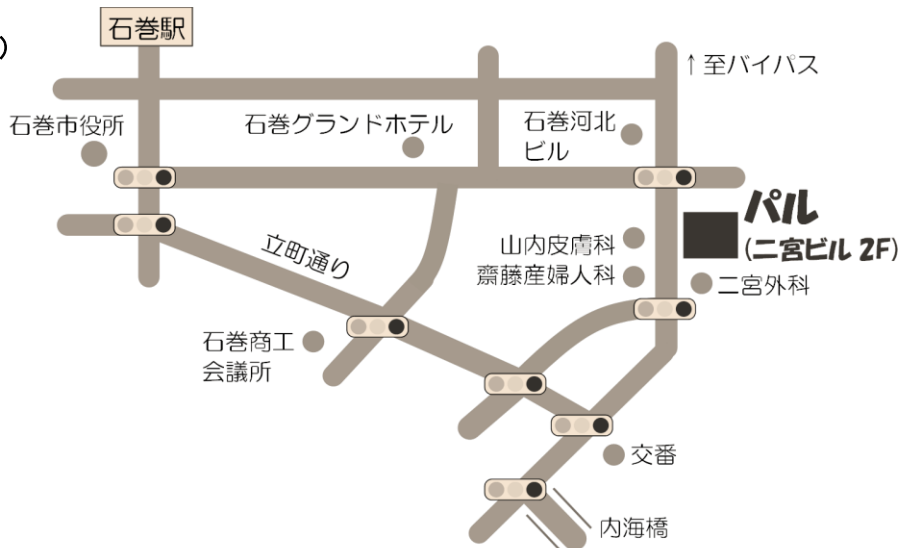 石巻駅
)
↑至バイパス
石巻市役所
石巻グランドホテル
石巻河北
ビル
パル
(二宮ビル 2F)
立町通り
山内皮膚科
齋藤産婦人科
二宮外科
石巻商工
会議所
交番
内海橋